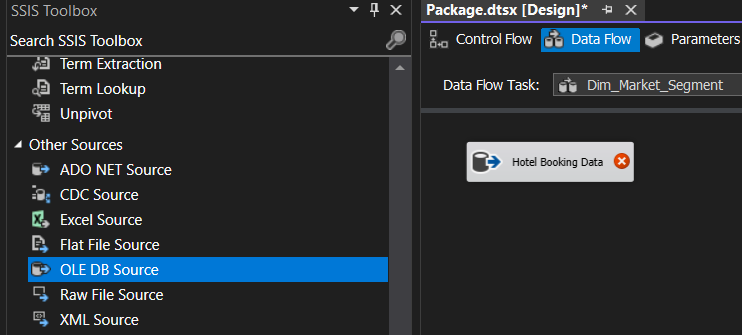 SSIS Toolbox
Search SSIS Toolbox
Term Extraction
Term Lookup
Unpivot
Other Sources
ADO NET Source
CDC Source
Excel Source
Flat File Source
OLE DB Source
Raw File Source
XML Source
Package.dtsx [Design]*
Control Flow
Data Flow
Parameters
Data Flow Task:
Dim_Market_Segment
Hotel Booking Data